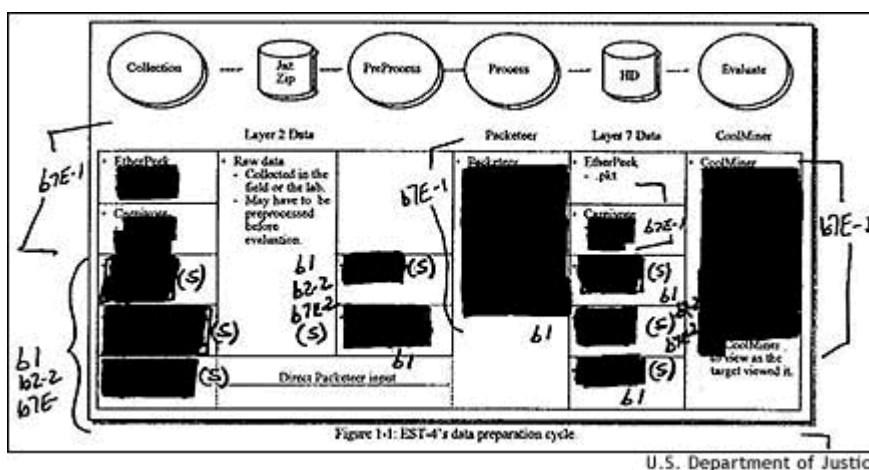 Collection
Jaz
Zip
PreProcess
Process
HD
Evaluate
Layer 2 Data
Packeteer
Layer 7 Data
CoolMiner
b7E-1
• EtherPeek
• Carnivore
(S)
(S)
(S)
b1
b2-2
b7E-
• Raw data
- Collected in the
field or the lab.
- May have to be
preprocessed
before
evaluation.
b1
b2-2
b7E-2
(S)
(S)
b1
Direct Packeteer input
b7E-1
• Packeteer
b1
• EtherPeek
- .pkt
• Carnivore
b7E-1
(S)
b1
(S)
(S)
b1
• CoolMiner
CoolMiner
to view as the
target viewed it.
b7E-1
Figure 1-1: EST-4's data preparation cycle.
U.S. Department of Justic